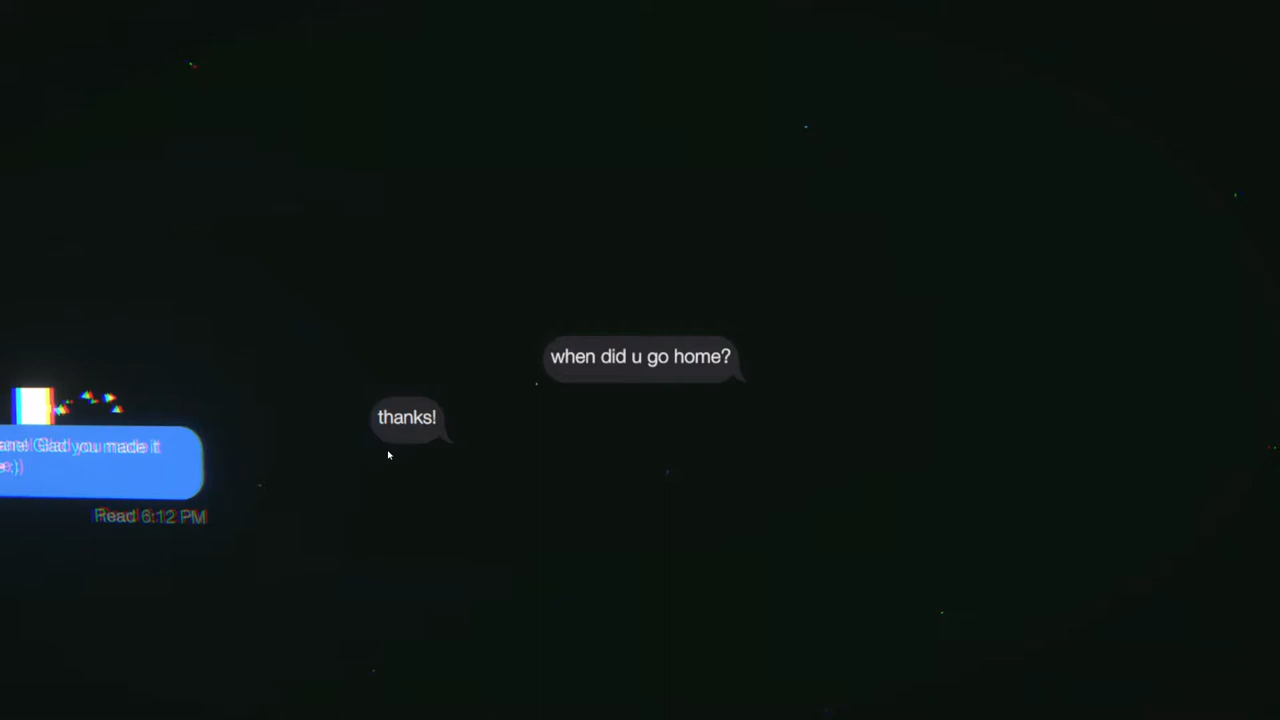 when did u go home?
thanks!
Glad you made it
:)
Read 6:12 PM